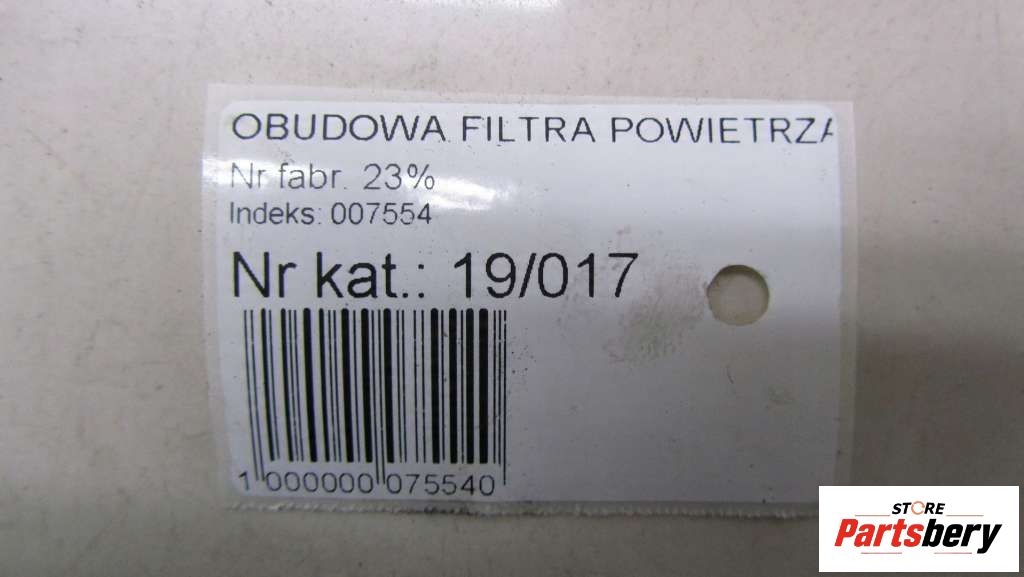 OBUDOWA FILTRA POWIETRZA
Nr fabr. 23%
Indeks: 007554
Nr kat.: 19/017
1 000000 075540
STORE
Partsbery